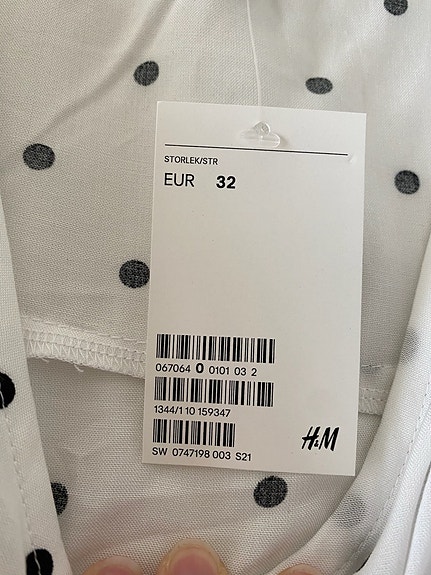 STORLEK/STR
EUR 32
067064 0 0101 03 2
1344/1 10 159347
SW 0747198 003 S21
H&M